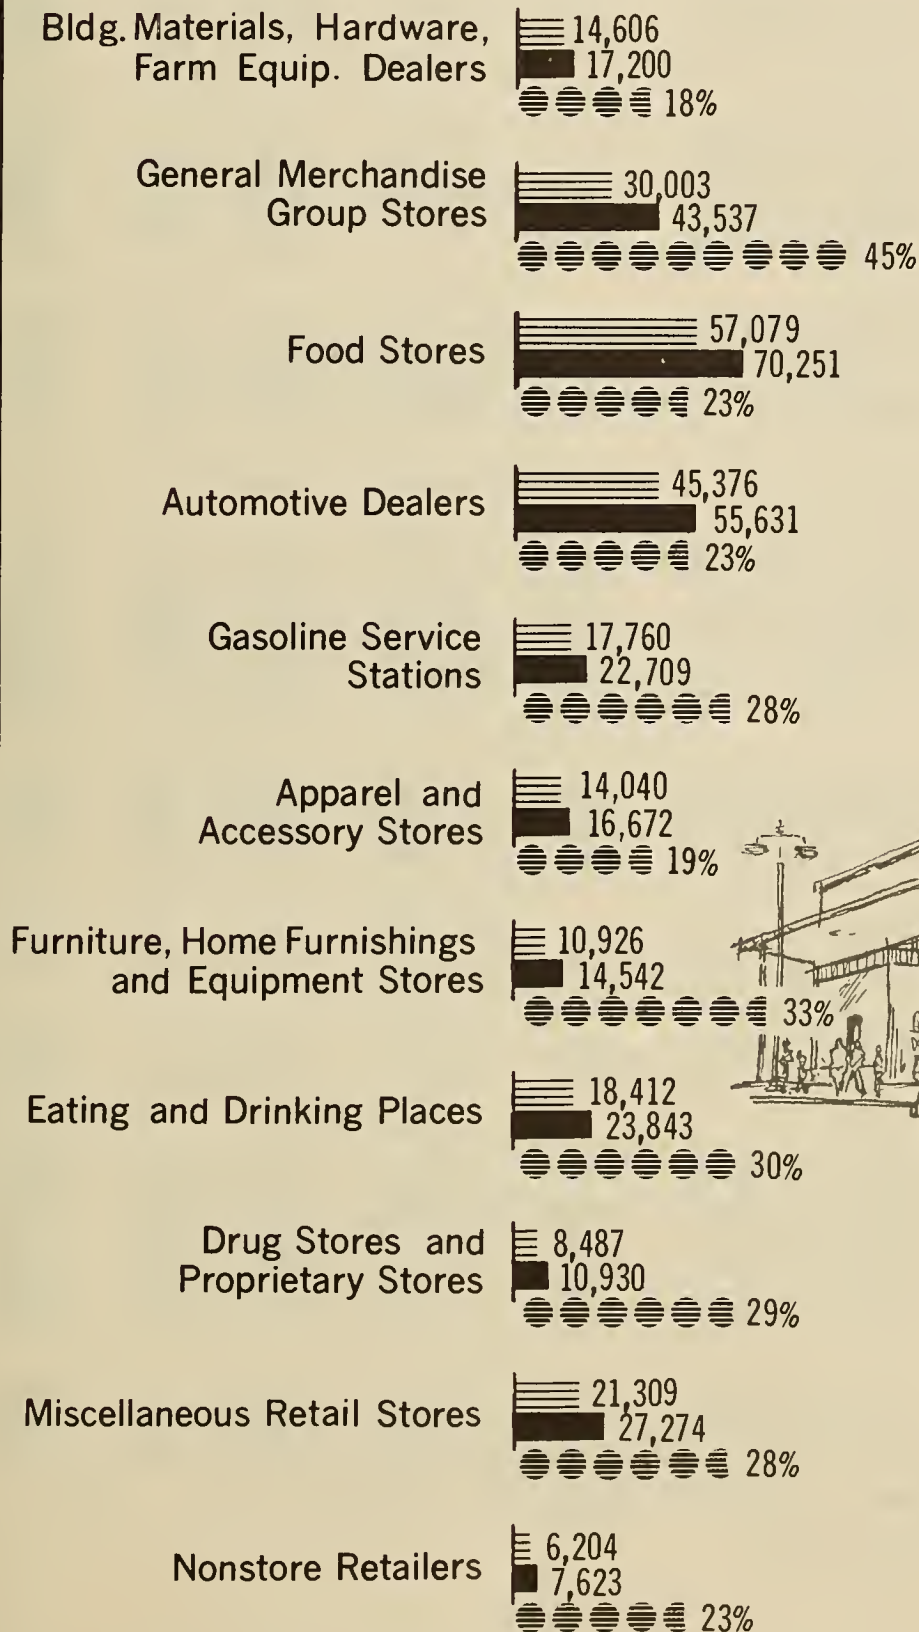 Bldg. Materials, Hardware,
Farm Equip. Dealers
14,606
17,200
18%
General Merchandise
Group Stores
30,003
43,537
45%
Food Stores
57,079
70,251
23%
Automotive Dealers
45,376
55,631
23%
Gasoline Service
Stations
17,760
22,709
28%
Apparel and
Accessory Stores
14,040
16,672
19%
Furniture, Home Furnishings
and Equipment Stores
10,926
14,542
33%
Eating and Drinking Places
18,412
23,843
30%
Drug Stores and
Proprietary Stores
8,487
10,930
29%
Miscellaneous Retail Stores
21,309
27,274
28%
Nonstore Retailers
6,204
7,623
23%